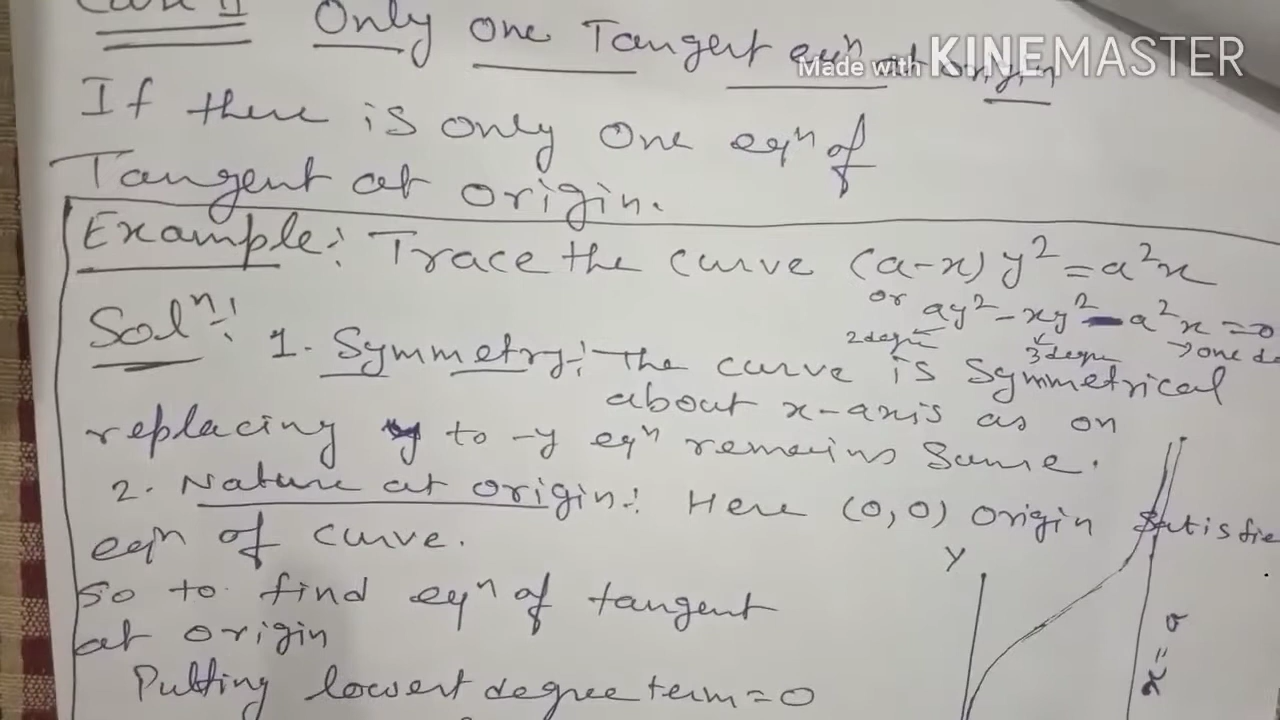 Case II Only one Tangent eqn at origin
Made with KINEMASTER
If there is only one eqn of
Tangent at origin.
Example: Trace the curve (a-x) y² = a²x
or ay² - xy² - a²x = 0
2 degree 3 degree → one de
Soln: 1. Symmetry: The curve is Symmetrical
about x-axis as on
replacing y to -y eqn remains Same.
2. Nature at origin: Here (0,0) origin Satisfie
eqn of curve.
So to find eqn of tangent
at origin
Putting lowest degree term = 0
y
x = a